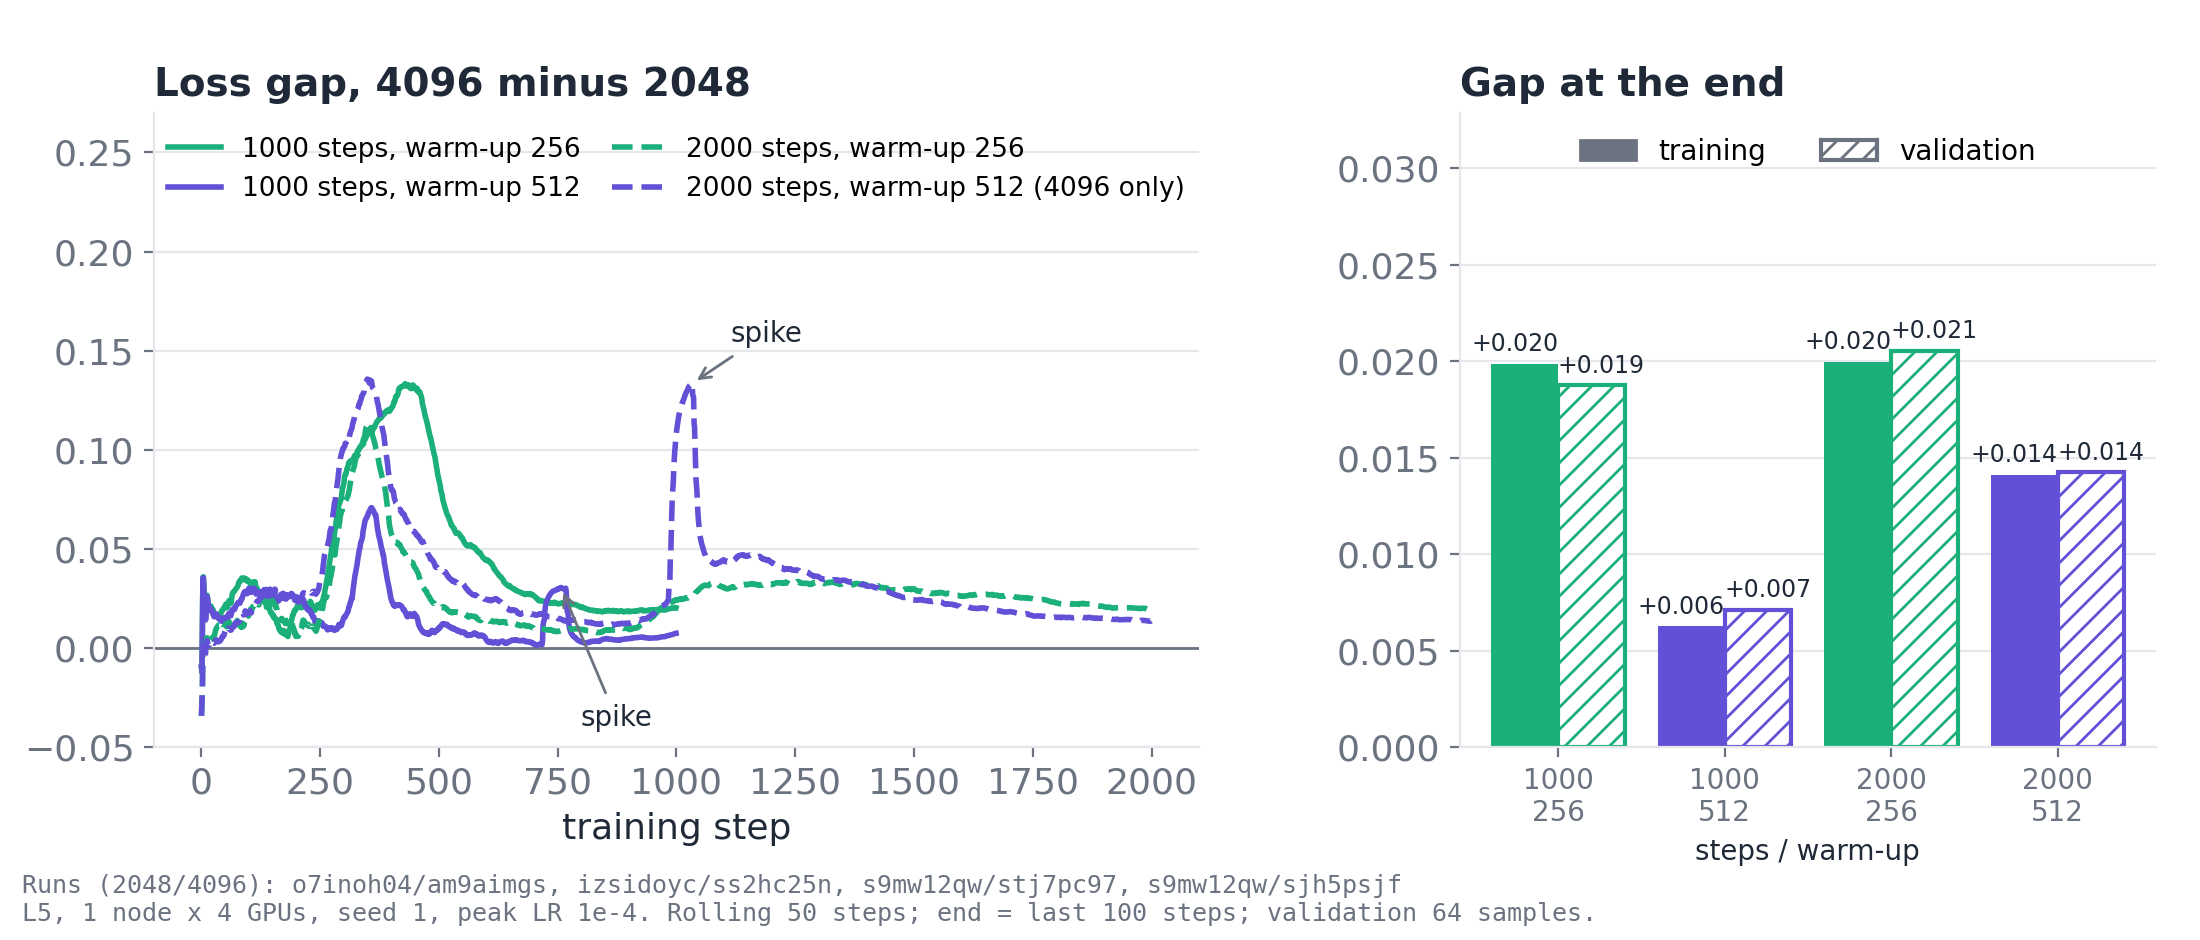 Loss gap, 4096 minus 2048
1000 steps, warm-up 256
1000 steps, warm-up 512
2000 steps, warm-up 256
2000 steps, warm-up 512 (4096 only)
0.25
0.20
0.15
0.10
0.05
0.00
−0.05
spike
spike
0 250 500 750 1000 1250 1500 1750 2000
training step
Gap at the end
training
validation
0.030
0.025
0.020
0.015
0.010
0.005
0.000
+0.020
+0.019
+0.006
+0.007
+0.020
+0.021
+0.014
+0.014
1000 1000 2000 2000
256 512 256 512
steps / warm-up
Runs (2048/4096): o7inoh04/am9aimgs, izsidoyc/ss2hc25n, s9mw12qw/stj7pc97, s9mw12qw/sjh5psjf
L5, 1 node x 4 GPUs, seed 1, peak LR 1e-4. Rolling 50 steps; end = last 100 steps; validation 64 samples.